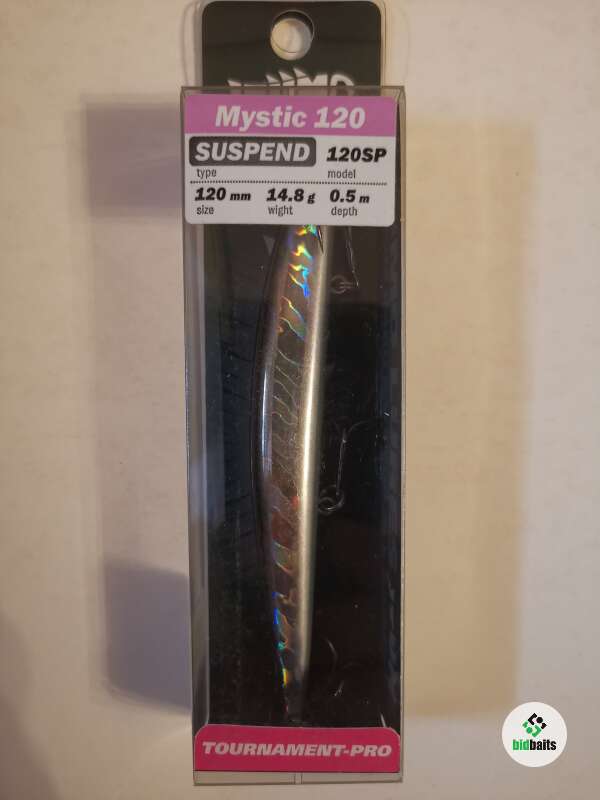 Mystic 120
SUSPEND 120SP
type model
120 mm 14.8 g 0.5 m
size wight depth
TOURNAMENT-PRO
bidbaits